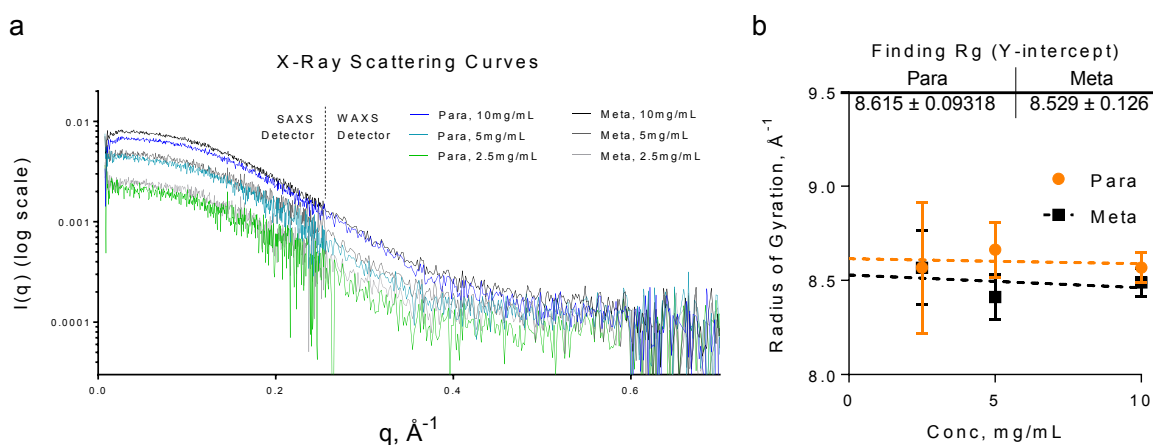 a
X-Ray Scattering Curves
SAXS Detector
WAXS Detector
Para, 10mg/mL
Para, 5mg/mL
Para, 2.5mg/mL
Meta, 10mg/mL
Meta, 5mg/mL
Meta, 2.5mg/mL
I(q) (log scale)
0.01
0.001
0.0001
0.0
0.2
0.4
0.6
q, Å-1
b
Finding Rg (Y-intercept)
Para
Meta
8.615 ± 0.09318
8.529 ± 0.126
Radius of Gyration, Å-1
9.5
9.0
8.5
8.0
Para
Meta
0
5
10
Conc, mg/mL